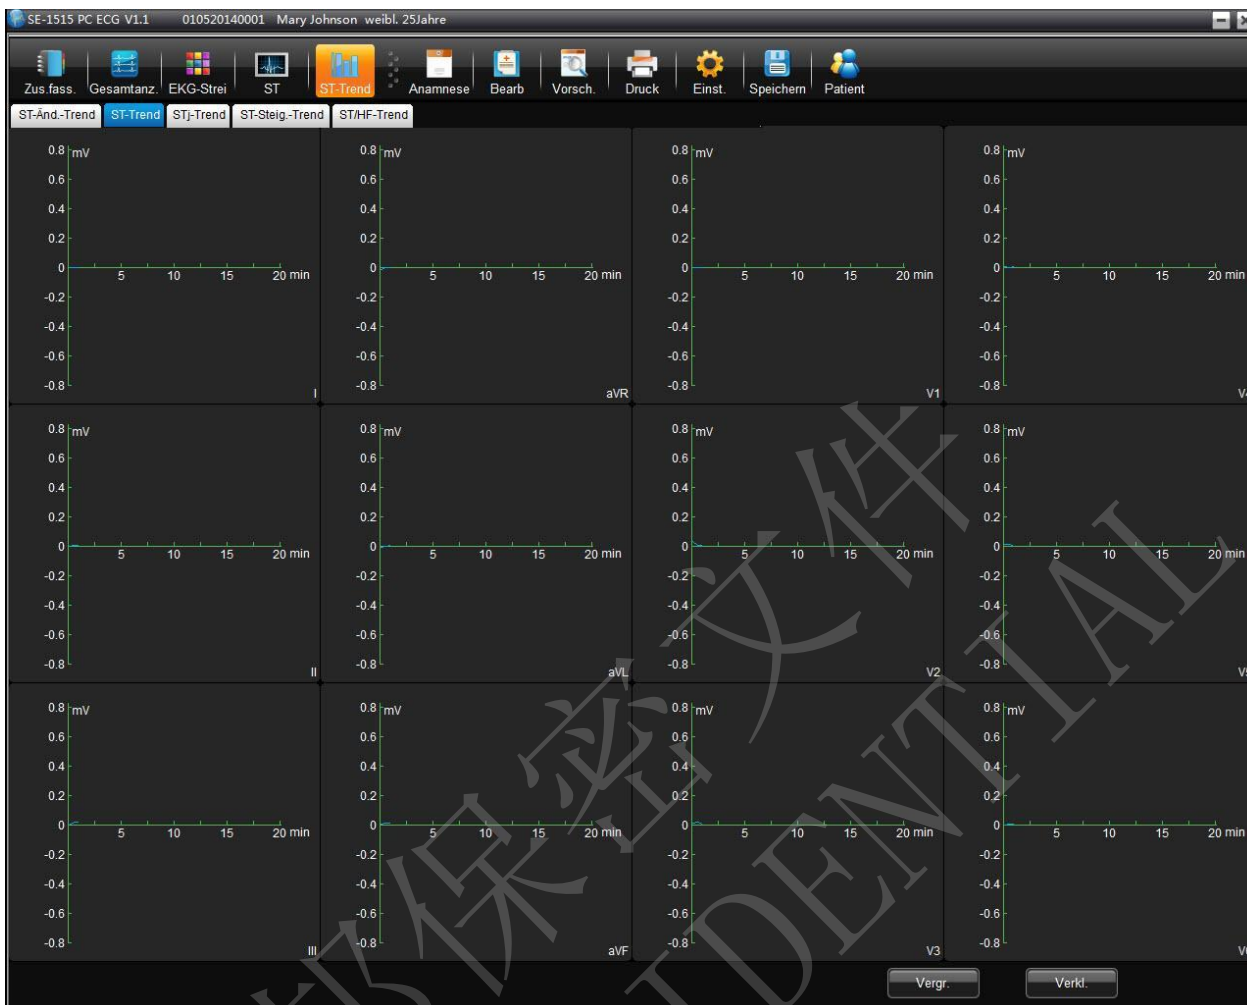 SE-1515 PC ECG V1.1 010520140001 Mary Johnson weibl. 25Jahre
Zus.fass. Gesamtanz. EKG-Strei ST ST-Trend Anamnese Bearb Vorsch. Druck Einst. Speichern Patient
ST-Änd.-Trend ST-Trend STj-Trend ST-Steig.-Trend ST/HF-Trend
0.8 mV 0.8 mV 0.8 mV 0.8 mV
0.6 0.6 0.6 0.6
0.4 0.4 0.4 0.4
0.2 0.2 0.2 0.2
0 5 10 15 20 min 0 5 10 15 20 min 0 5 10 15 20 min 0 5 10 15 20 min
-0.2 -0.2 -0.2 -0.2
-0.4 -0.4 -0.4 -0.4
-0.6 -0.6 -0.6 -0.6
-0.8 I -0.8 aVR -0.8 V1 -0.8 V4
0.8 mV 0.8 mV 0.8 mV 0.8 mV
0.6 0.6 0.6 0.6
0.4 0.4 0.4 0.4
0.2 0.2 0.2 0.2
0 5 10 15 20 min 0 5 10 15 20 min 0 5 10 15 20 min 0 5 10 15 20 min
-0.2 -0.2 -0.2 -0.2
-0.4 -0.4 -0.4 -0.4
-0.6 -0.6 -0.6 -0.6
-0.8 II -0.8 aVL -0.8 V2 -0.8 V5
0.8 mV 0.8 mV 0.8 mV 0.8 mV
0.6 0.6 0.6 0.6
0.4 0.4 0.4 0.4
0.2 0.2 0.2 0.2
0 5 10 15 20 min 0 5 10 15 20 min 0 5 10 15 20 min 0 5 10 15 20 min
-0.2 -0.2 -0.2 -0.2
-0.4 -0.4 -0.4 -0.4
-0.6 -0.6 -0.6 -0.6
-0.8 III -0.8 aVF -0.8 V3 -0.8 V6
Vergr. Verkl.
保密文件
IDENTIAL